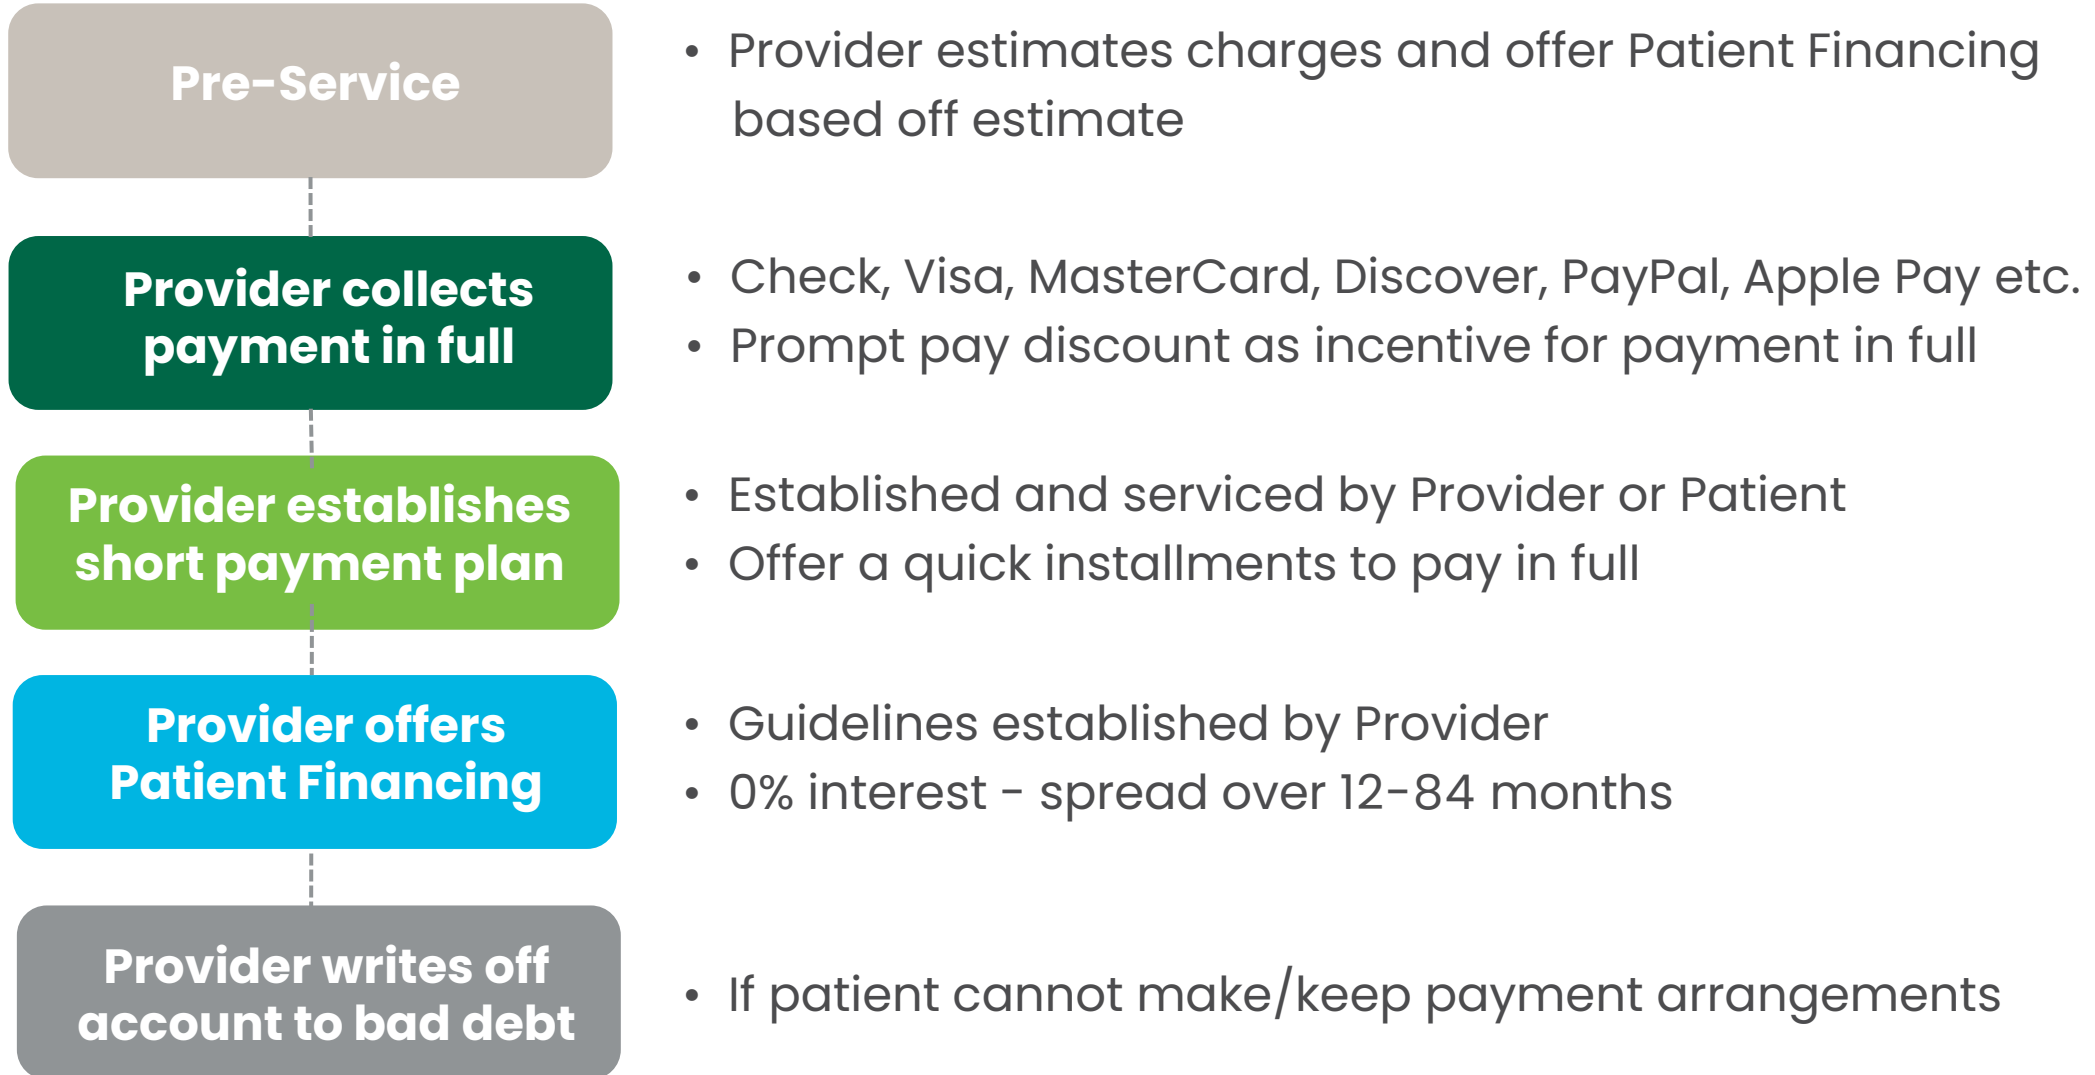 Pre-Service
• Provider estimates charges and offer Patient Financing
based off estimate
Provider collects
payment in full
• Check, Visa, MasterCard, Discover, PayPal, Apple Pay etc.
• Prompt pay discount as incentive for payment in full
Provider establishes
short payment plan
• Established and serviced by Provider or Patient
• Offer a quick installments to pay in full
Provider offers
Patient Financing
• Guidelines established by Provider
• 0% interest - spread over 12-84 months
Provider writes off
account to bad debt
• If patient cannot make/keep payment arrangements